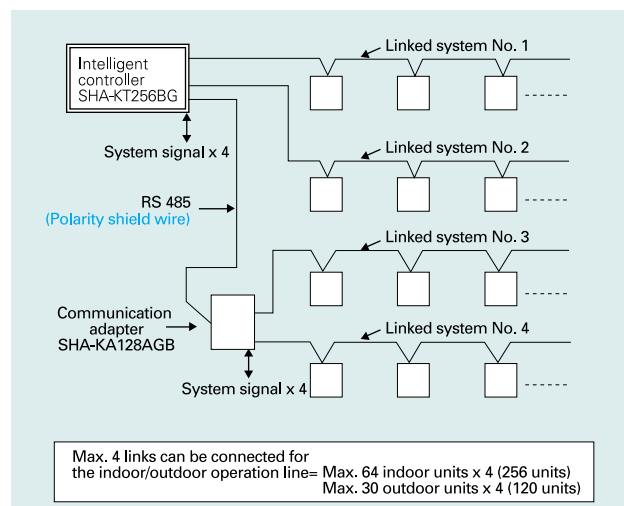 Intelligent
controller
SHA-KT256BG
Linked system No. 1
System signal x 4
Linked system No. 2
RS 485
(Polarity shield wire)
Linked system No. 3
Communication
adapter
SHA-KA128AGB
Linked system No. 4
System signal x 4
Max. 4 links can be connected for
the indoor/outdoor operation line= Max. 64 indoor units x 4 (256 units)
Max. 30 outdoor units x 4 (120 units)